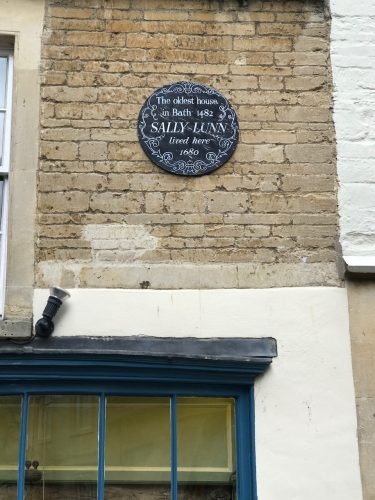 The oldest house
in Bath 1482
SALLY-LUNN
lived here
1680